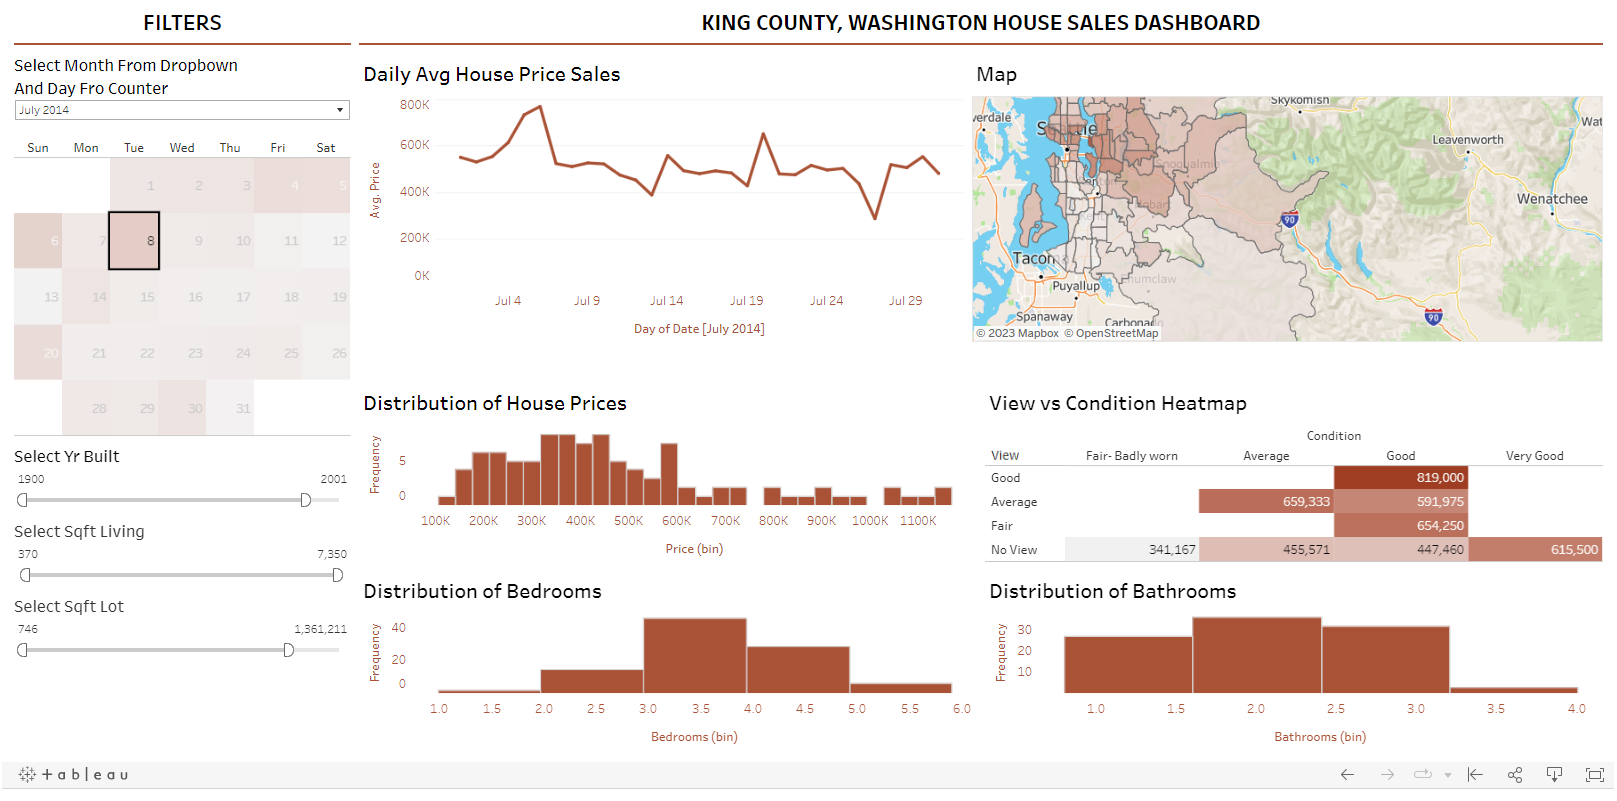 FILTERS
KING COUNTY, WASHINGTON HOUSE SALES DASHBOARD
Select Month From Dropbown
And Day Fro Counter
July 2014
Sun Mon Tue Wed Thu Fri Sat
1 2 3 4 5
6 7 8 9 10 11 12
13 14 15 16 17 18 19
20 21 22 23 24 25 26
28 29 30 31
Select Yr Built
1900 2001
Select Sqft Living
370 7,350
Select Sqft Lot
746 1,361,211
Daily Avg House Price Sales
Avg. Price
800K
600K
400K
200K
0K
Jul 4 Jul 9 Jul 14 Jul 19 Jul 24 Jul 29
Day of Date [July 2014]
Map
Skykomish
verdale
Wat
Leavenworth
Snoqualmie
Wenatchee
90
Tacoma
Puyallup
Spanaway
Carbonado
90
© 2023 Mapbox © OpenStreetMap
Distribution of House Prices
Frequency
5
0
100K 200K 300K 400K 500K 600K 700K 800K 900K 1000K 1100K
Price (bin)
View vs Condition Heatmap
Condition
View Fair- Badly worn Average Good Very Good
Good 819,000
Average 659,333 591,975
Fair 654,250
No View 341,167 455,571 447,460 615,500
Distribution of Bedrooms
Frequency
40
20
0
1.0 1.5 2.0 2.5 3.0 3.5 4.0 4.5 5.0 5.5 6.0
Bedrooms (bin)
Distribution of Bathrooms
Frequency
30
20
10
1.0 1.5 2.0 2.5 3.0 3.5 4.0
Bathrooms (bin)
+ a b l e a u